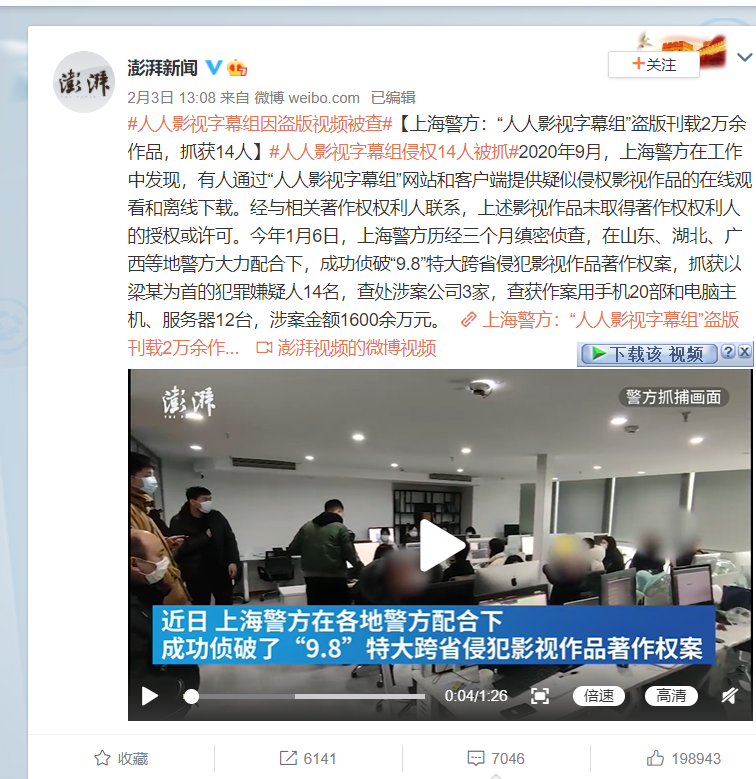 澎湃
澎湃新闻
+关注
2月3日 13:08 来自 微博 weibo.com 已编辑
#人人影视字幕组因盗版视频被查#【上海警方：“人人影视字幕组”盗版刊载2万余
作品，抓获14人】#人人影视字幕组侵权14人被抓#2020年9月，上海警方在工作
中发现，有人通过“人人影视字幕组”网站和客户端提供疑似侵权影视作品的在线观
看和离线下载。经与相关著作权权利人联系，上述影视作品未取得著作权权利人
的授权或许可。今年1月6日，上海警方历经三个月缜密侦查，在山东、湖北、广
西等地警方大力配合下，成功侦破“9.8”特大跨省侵犯影视作品著作权案，抓获以
梁某为首的犯罪嫌疑人14名，查处涉案公司3家，查获作案用手机20部和电脑主
机、服务器12台，涉案金额1600余万元。 上海警方：“人人影视字幕组”盗版
刊载2万余作... 澎湃视频的微博视频
下载该 视频 ? X
澎湃
警方抓捕画面
近日 上海警方在各地警方配合下
成功侦破了“9.8”特大跨省侵犯影视作品著作权案
0:04/1:26 倍速 高清
收藏 6141 7046 198943